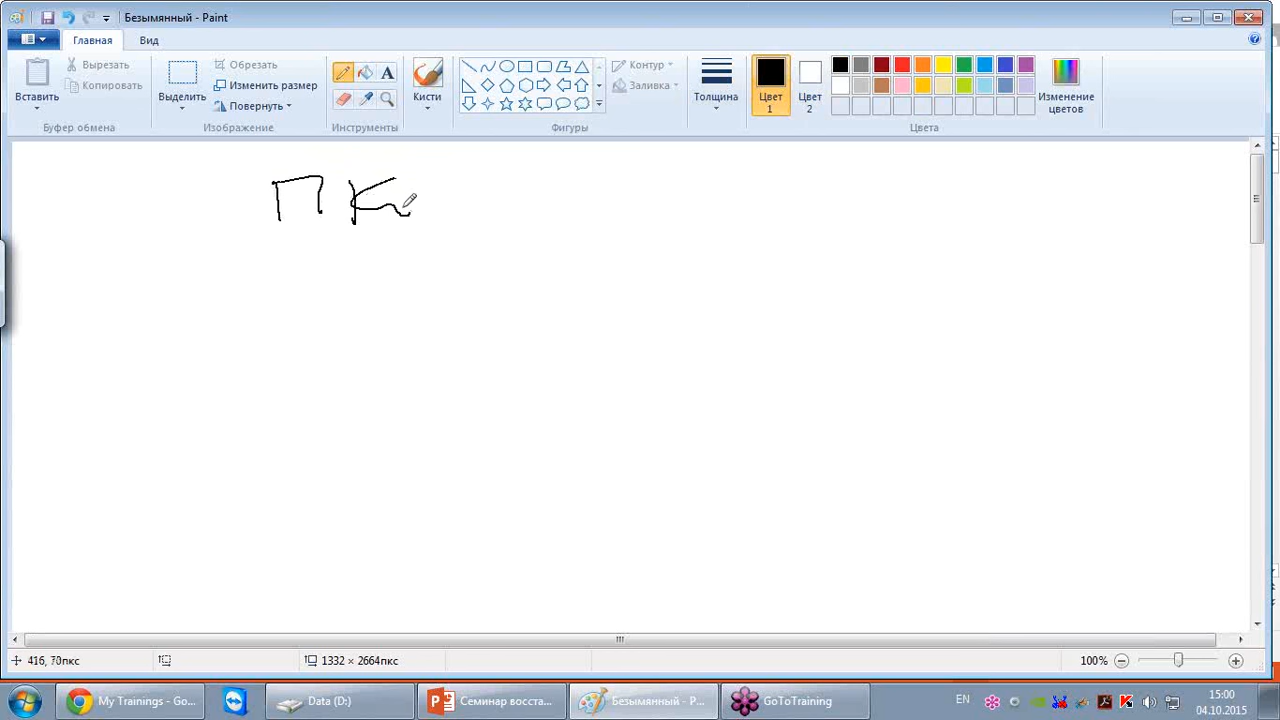 Безымянный - Paint
Главная Вид
Вставить
Вырезать
Копировать
Буфер обмена
Выделить
Обрезать
Изменить размер
Повернуть
Изображение
Инструменты
Кисти
Контур
Заливка
Фигуры
Толщина
Цвет 1
Цвет 2
Изменение цветов
Цвета
П К
416, 70пкс 1332 × 2664пкс 100%
My Trainings - Go... Data (D:) Семинар восста... Безымянный - P... GoToTraining EN 15:00
04.10.2015